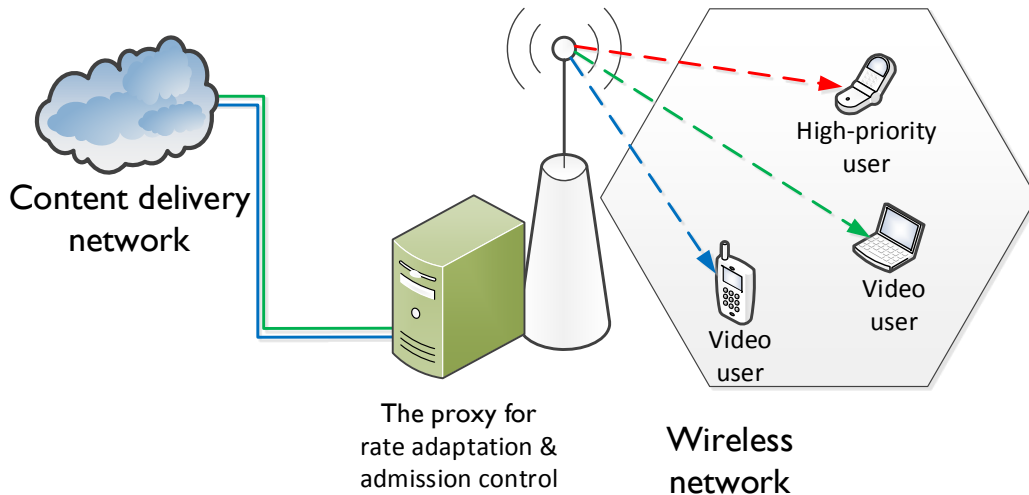 Content delivery
network
The proxy for
rate adaptation &
admission control
High-priority
user
Video
user
Video
user
Wireless
network